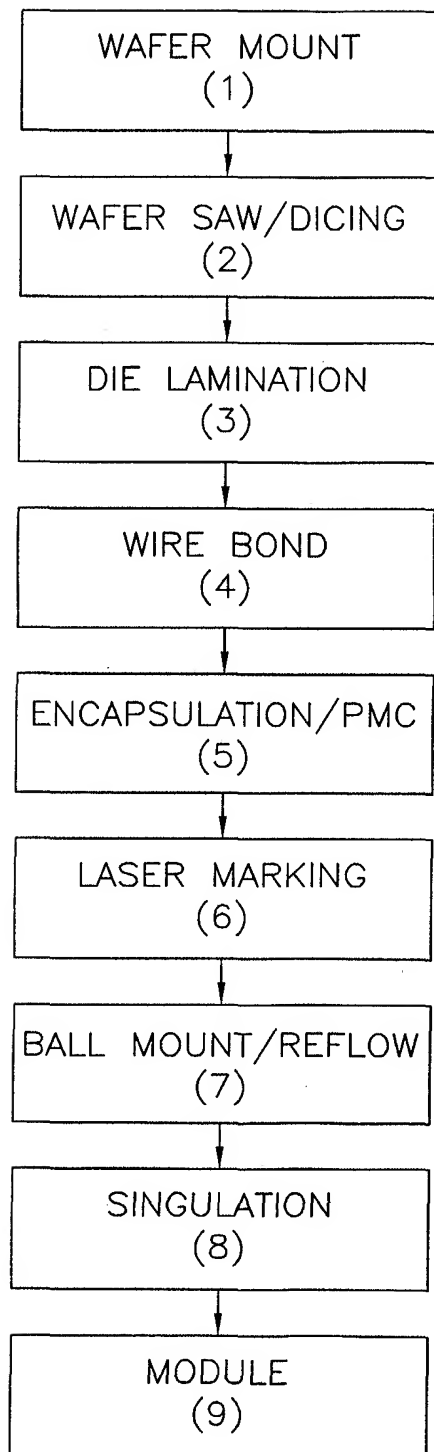 WAFER MOUNT
(1)
WAFER SAW/DICING
(2)
DIE LAMINATION
(3)
WIRE BOND
(4)
ENCAPSULATION/PMC
(5)
LASER MARKING
(6)
BALL MOUNT/REFLOW
(7)
SINGULATION
(8)
MODULE
(9)